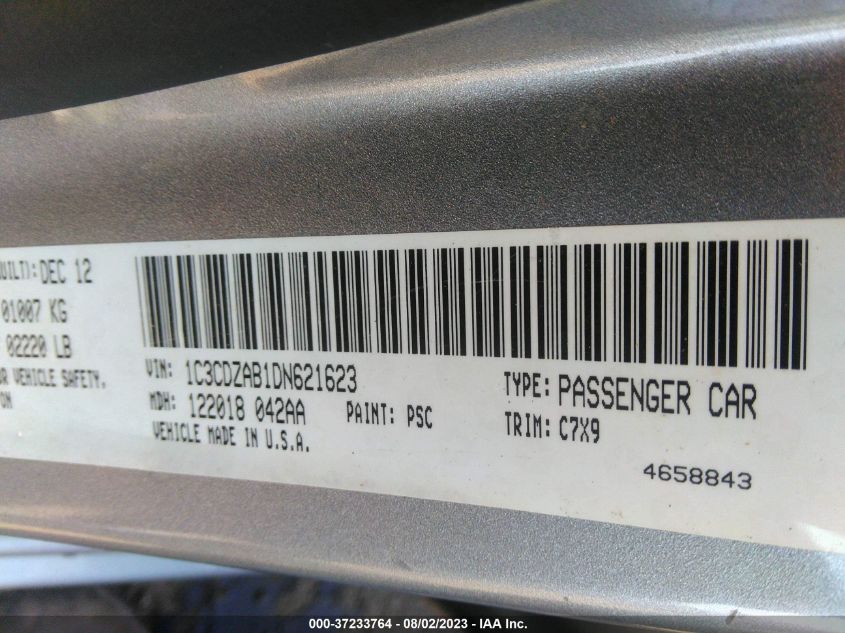 UILT): DEC 12
01007 KG
02220 LB
OR VEHICLE SAFETY,
ON
VIN: 1C3CDZAB1DN621623
MDH: 122018 042AA PAINT: PSC
VEHICLE MADE IN U.S.A.
TYPE: PASSENGER CAR
TRIM: C7X9
4658843
000-37233764 - 08/02/2023 - IAA Inc.